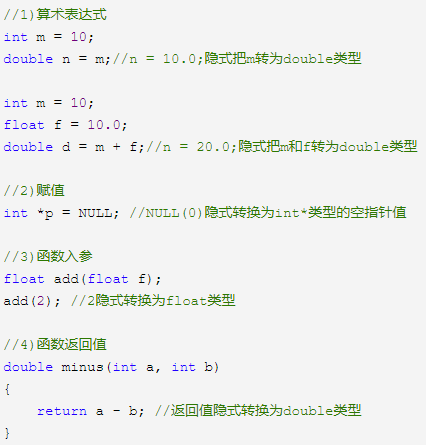 //1)算术表达式
int m = 10;
double n = m;//n = 10.0;隐式把m转为double类型
int m = 10;
float f = 10.0;
double d = m + f;//n = 20.0;隐式把m和f转为double类型
//2)赋值
int *p = NULL; //NULL(0)隐式转换为int*类型的空指针值
//3)函数入参
float add(float f);
add(2); //2隐式转换为float类型
//4)函数返回值
double minus(int a, int b)
{
    return a - b; //返回值隐式转换为double类型
}